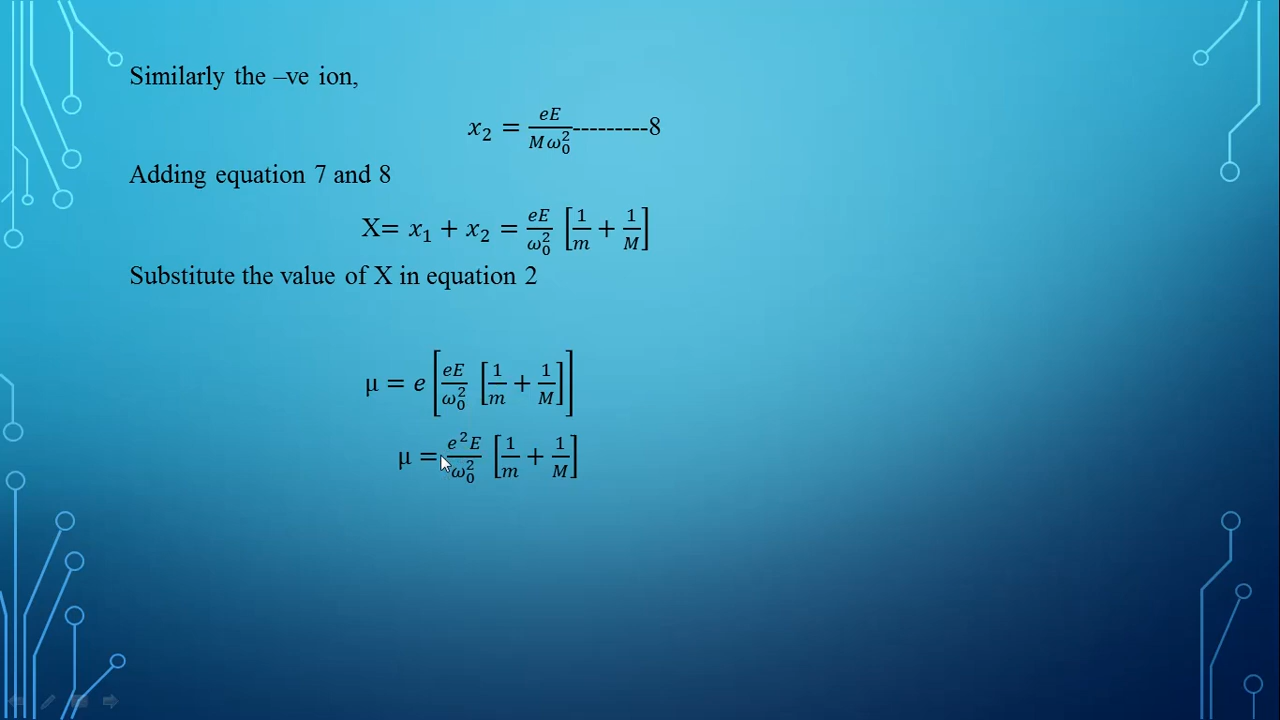 Similarly the –ve ion,
x₂ = eE/Mω₀²---------8
Adding equation 7 and 8
X= x₁ + x₂ = eE/ω₀² [1/m + 1/M]
Substitute the value of X in equation 2
μ = e [eE/ω₀² [1/m + 1/M]]
μ = e²E/ω₀² [1/m + 1/M]